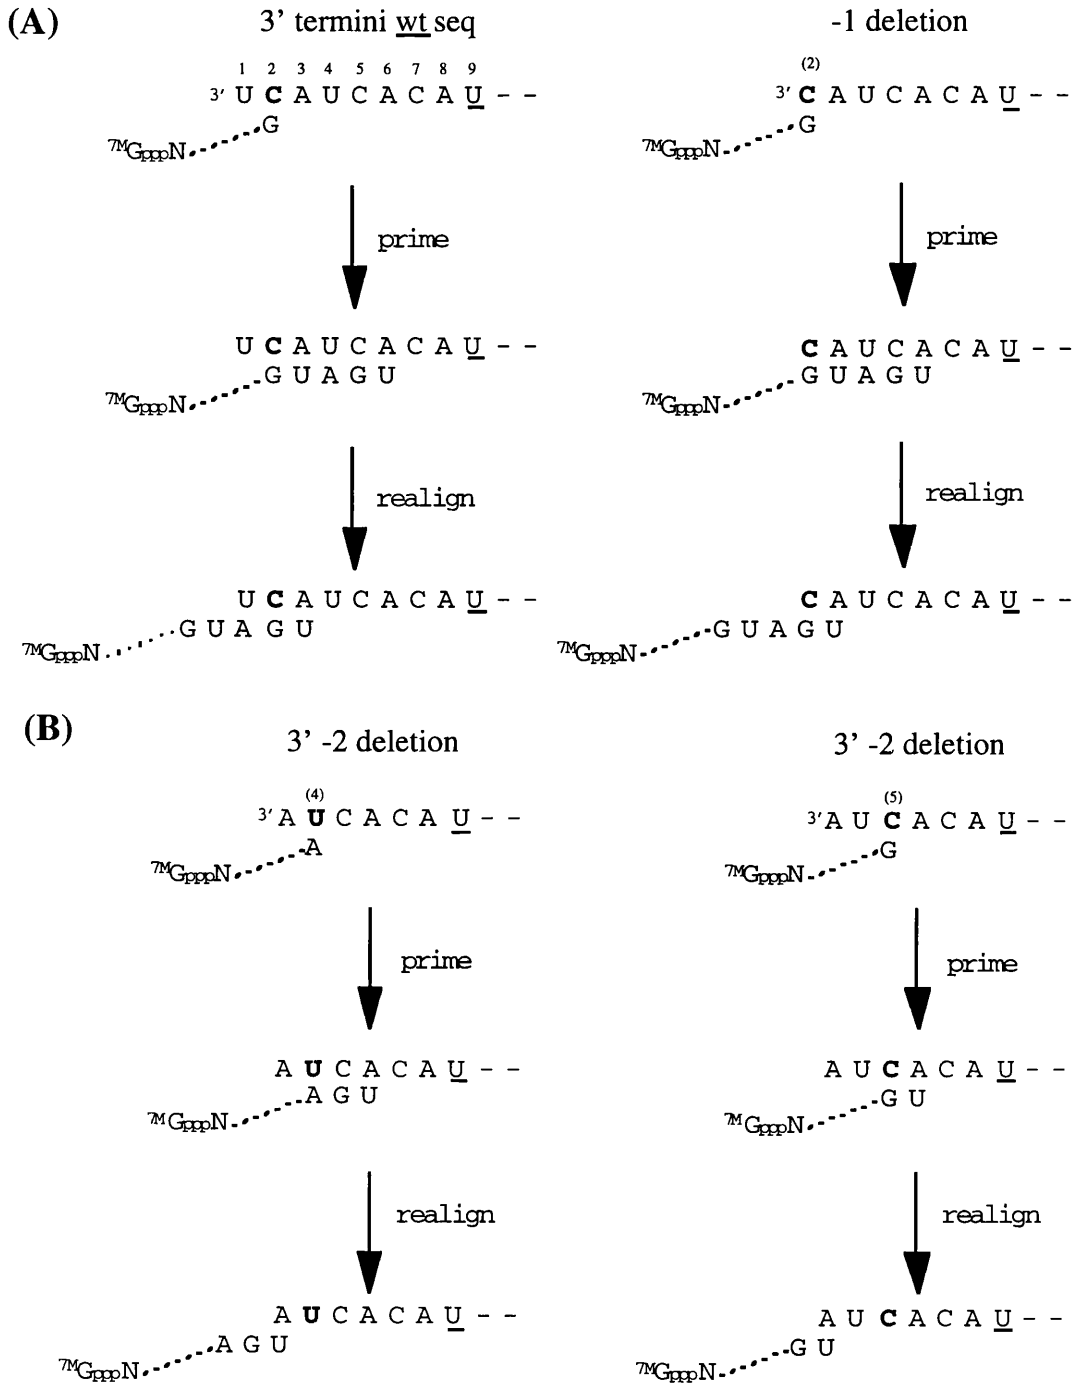 (A)
3’ termini wt seq
1 2 3 4 5 6 7 8 9
3' U C A U C A C A U - -
G
7MGpppN
prime
U C A U C A C A U - -
G U A G U
7MGpppN
realign
U C A U C A C A U - -
G U A G U
7MGpppN
-1 deletion
(2)
3' C A U C A C A U - -
G
7MGpppN
prime
C A U C A C A U - -
G U A G U
7MGpppN
realign
C A U C A C A U - -
G U A G U
7MGpppN
(B)
3’ -2 deletion
(4)
3' A U C A C A U - -
A
7MGpppN
prime
A U C A C A U - -
A G U
7MGpppN
realign
A U C A C A U - -
A G U
7MGpppN
3’ -2 deletion
(5)
3' A U C A C A U - -
G
7MGpppN
prime
A U C A C A U - -
G U
7MGpppN
realign
A U C A C A U - -
G U
7MGpppN